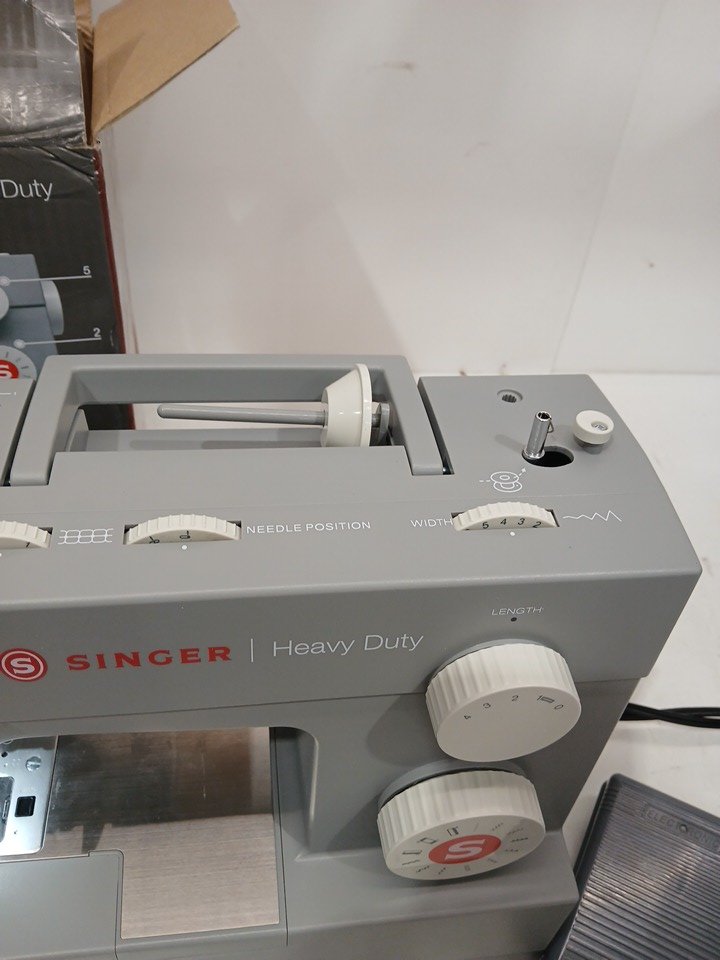 Duty
5
2
S
1
NEEDLE POSITION
WIDTH
5 4 3 2
LENGTH
S SINGER | Heavy Duty
4 3 2 1 0
S